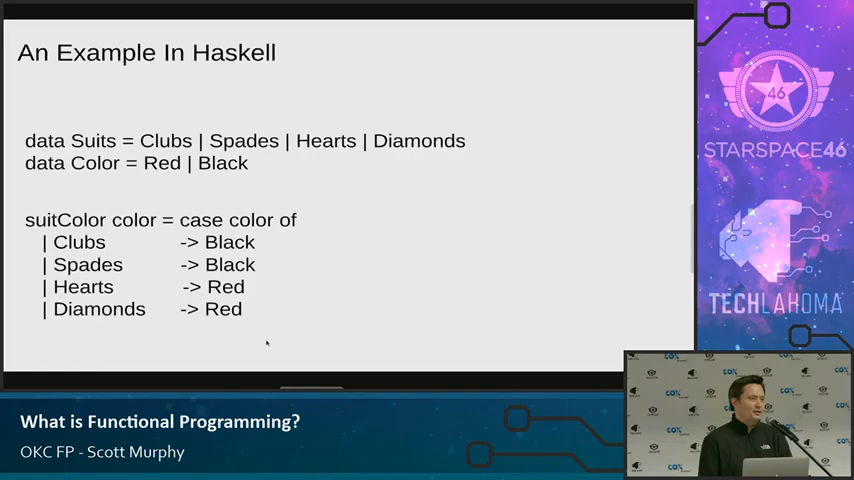 An Example In Haskell
data Suits = Clubs | Spades | Hearts | Diamonds
data Color = Red | Black
suitColor color = case color of
| Clubs -> Black
| Spades -> Black
| Hearts -> Red
| Diamonds -> Red
46
STARSPACE46
TECHLAHOMA
What is Functional Programming?
OKC FP - Scott Murphy
COX